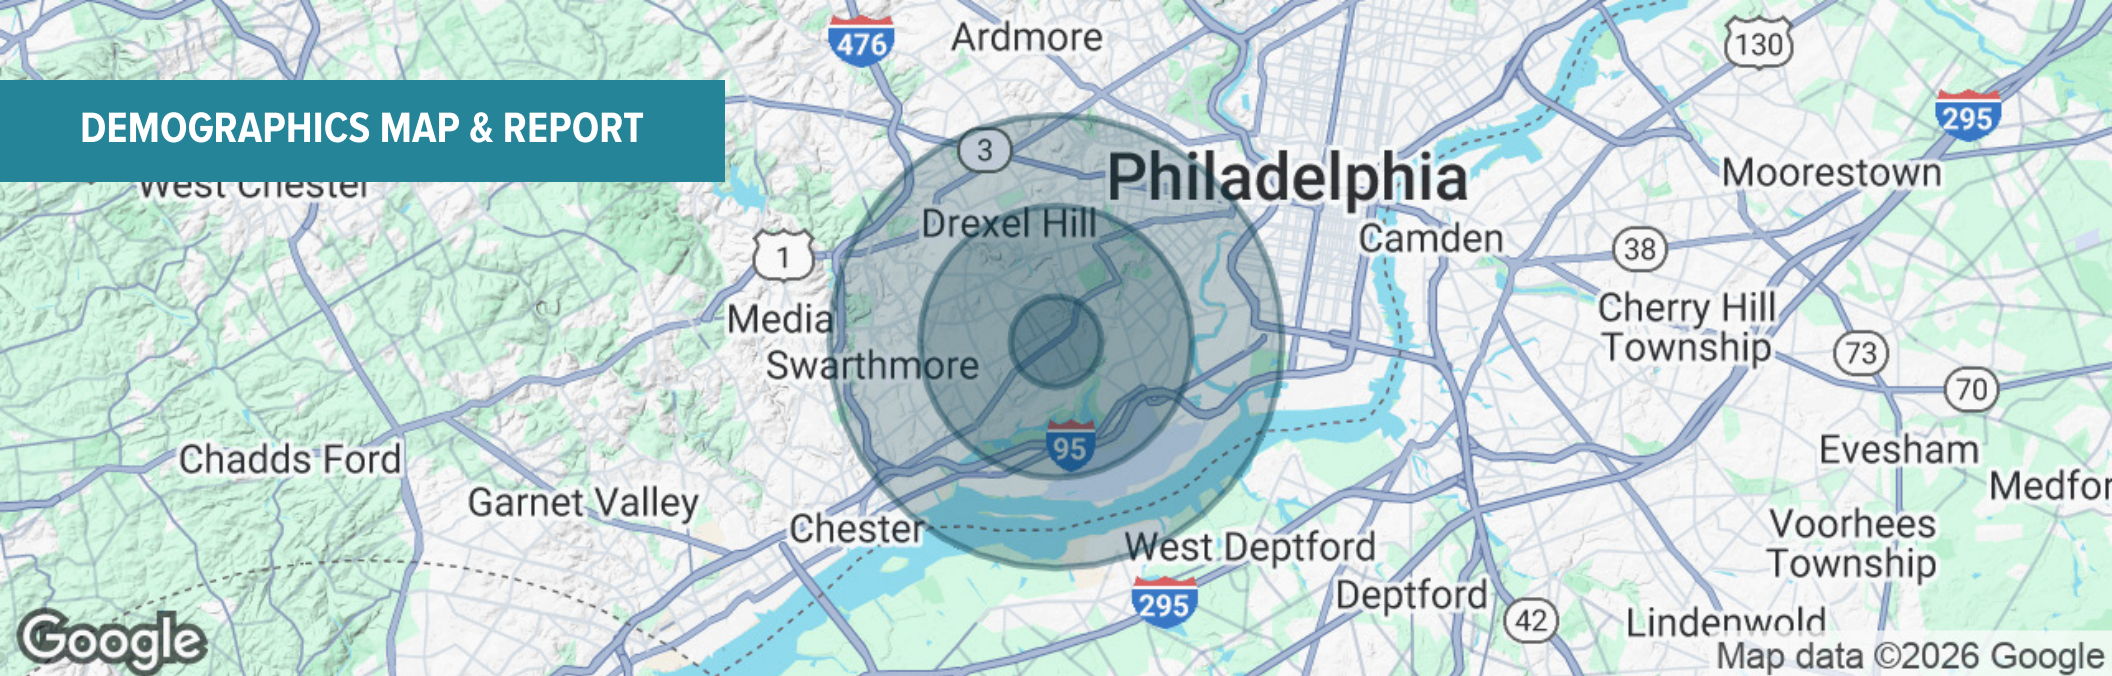 476
Ardmore
130
DEMOGRAPHICS MAP & REPORT
295
3
Philadelphia
Moorestown
West Chester
Drexel Hill
Camden
38
1
Media
Cherry Hill
Township
Swarthmore
73
70
95
Chadds Ford
Evesham
Medfor
Garnet Valley
Chester
West Deptford
Voorhees
Township
295
Deptford
42
Lindenwold
Google
Map data ©2026 Google